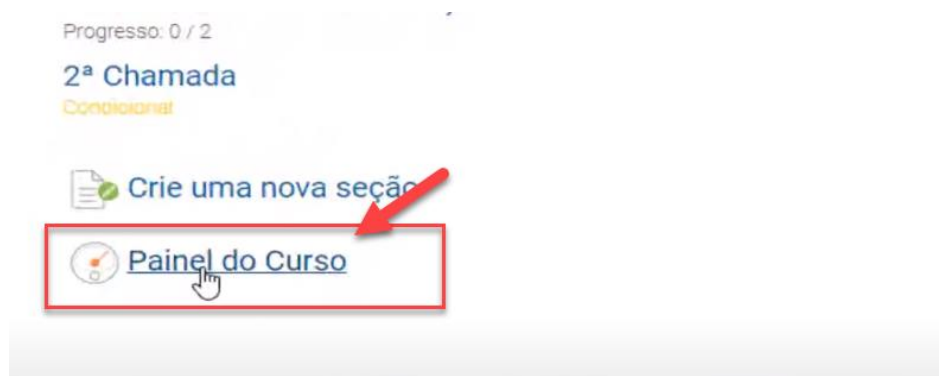 Progresso: 0 / 2
2ª Chamada
Condicional
Crie uma nova seção
Painel do Curso